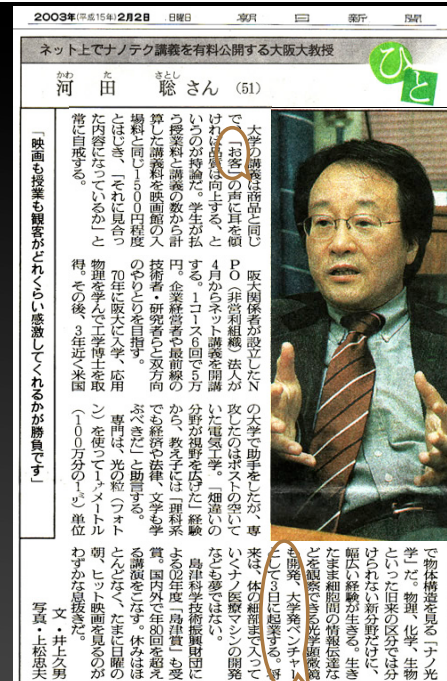 2003年(平成15年)2月2日 日曜日 朝日新聞
ネット上でナノテク講義を有料公開する大阪大教授
ひと
かわ た さとし
河田 聡さん (51)
「映画も授業も観客がどれくらい感激してくれるかが勝負です」
大学の講義は商品と同じ
で、「お客」の声に耳を傾
ければ品質は向上する、と
いうのが持論だ。学生が払
う授業料と講義の数から計
算した講義料を映画館の入
場料と同じ1500円程度
とはじき、「それに見合っ
た内容になっているか」と
常に自戒する。
阪大関係者が設立したN
PO(非営利組織)法人が
4月からネット講義を開講
する。1コース6回で5万
円。企業経営者や最前線の
技術者・研究者らと双方向
のやりとりを目指す。
70年に阪大に入学、応用
物理を学んで工学博士を取
得。その後、3年近く米国
の大学で助手をしたが、専
攻したのはポストの空いて
いた電気工学。「畑違いの
分野が視野を広げた」経験
から、教え子には「理科系
でも経済や法律、文学も学
ぶべきだ」と助言する。
専門は、光の粒(フォト
ン)を使って1ナノメートル
(100万分の1ミリ)単位
で物体構造を見る「ナノ光
学」だ。物理、化学、生物
といった旧来の区分では分
けられない新分野だけに、
幅広い経験が生きる。生き
たまま細胞間の情報伝達な
どを観察できる光学顕微鏡
も開発。大学発ベンチャー
として3日に起業する。将
来は、体の細部まで入って
いくナノ医療マシンの開発
なども夢ではない。
島津科学技術振興財団に
よる02年度「島津賞」も受
賞。国内外で年80回を超え
る講演をこなす。休みはほ
とんどなく、たまに日曜の
朝、ヒット映画を見るのが
わずかな息抜きだ。
文・井上久男
写真・上松忠夫